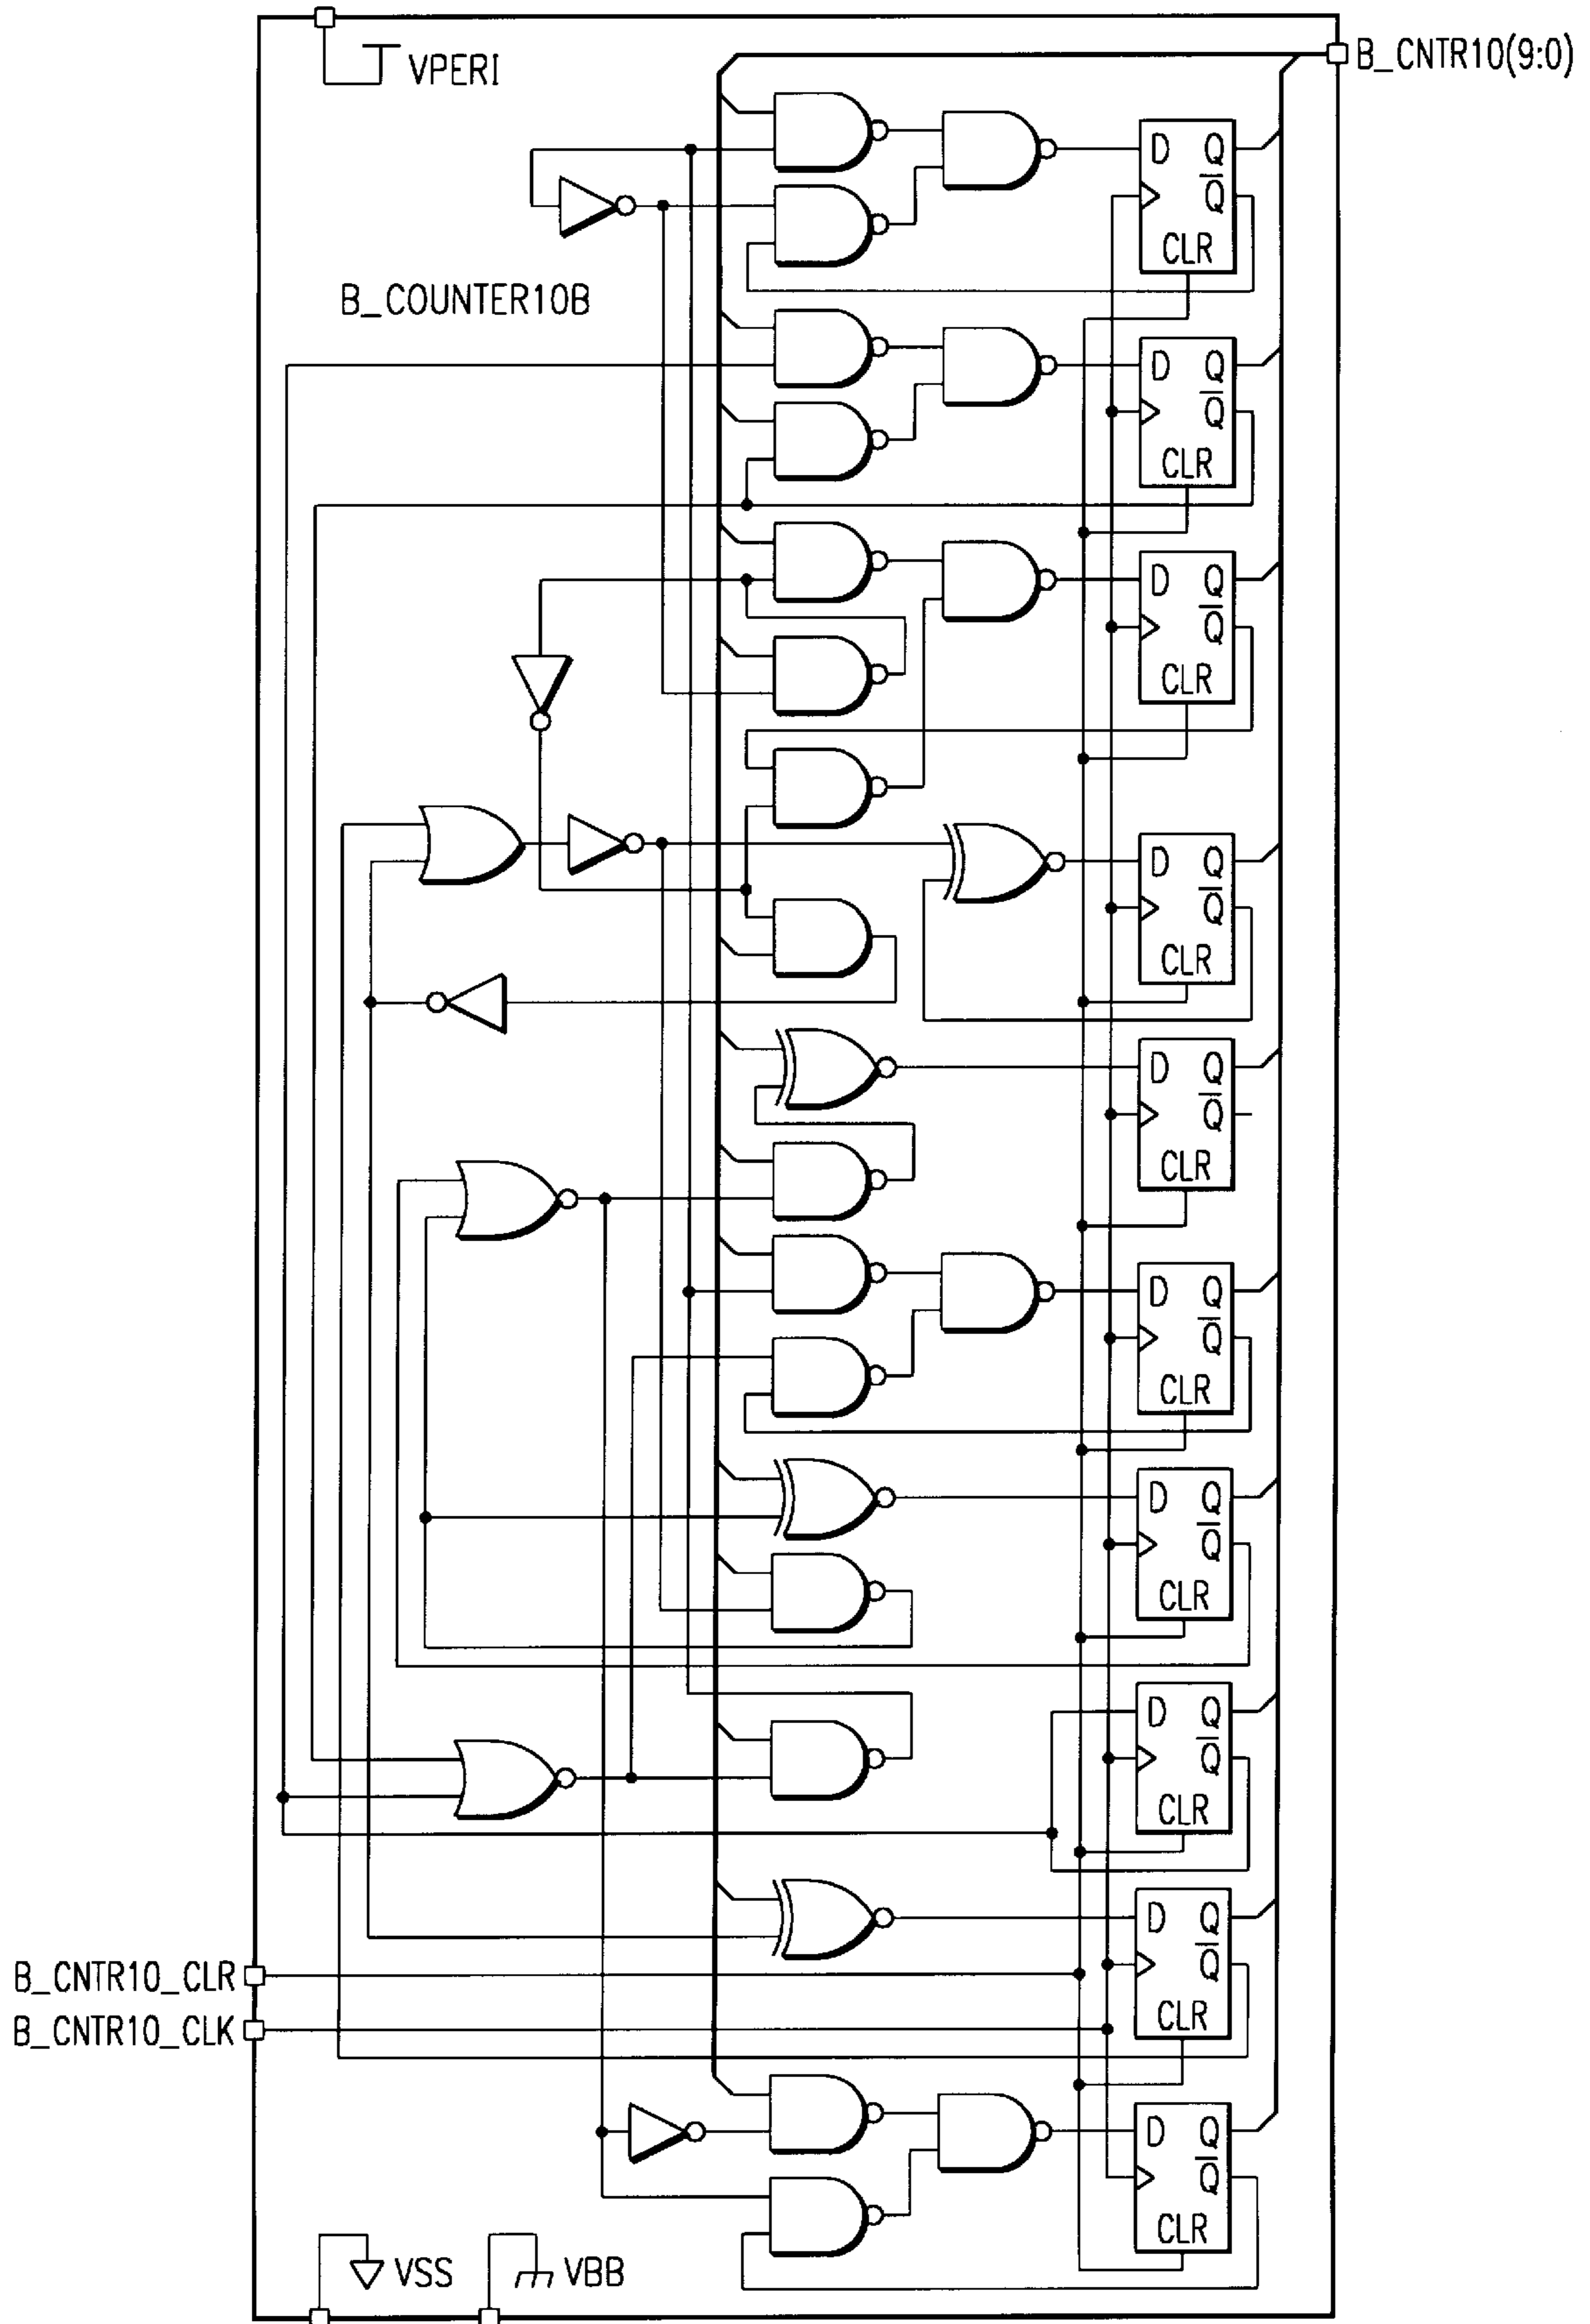 B_CNTR10(9:0)
VPERI
D Q
Q
CLR
B_COUNTER10B
D Q
Q
CLR
D Q
Q
CLR
D Q
Q
CLR
D Q
Q
CLR
D Q
Q
CLR
D Q
Q
CLR
D Q
Q
CLR
D Q
Q
CLR
B_CNTR10_CLR
B_CNTR10_CLK
D Q
Q
CLR
VSS
VBB